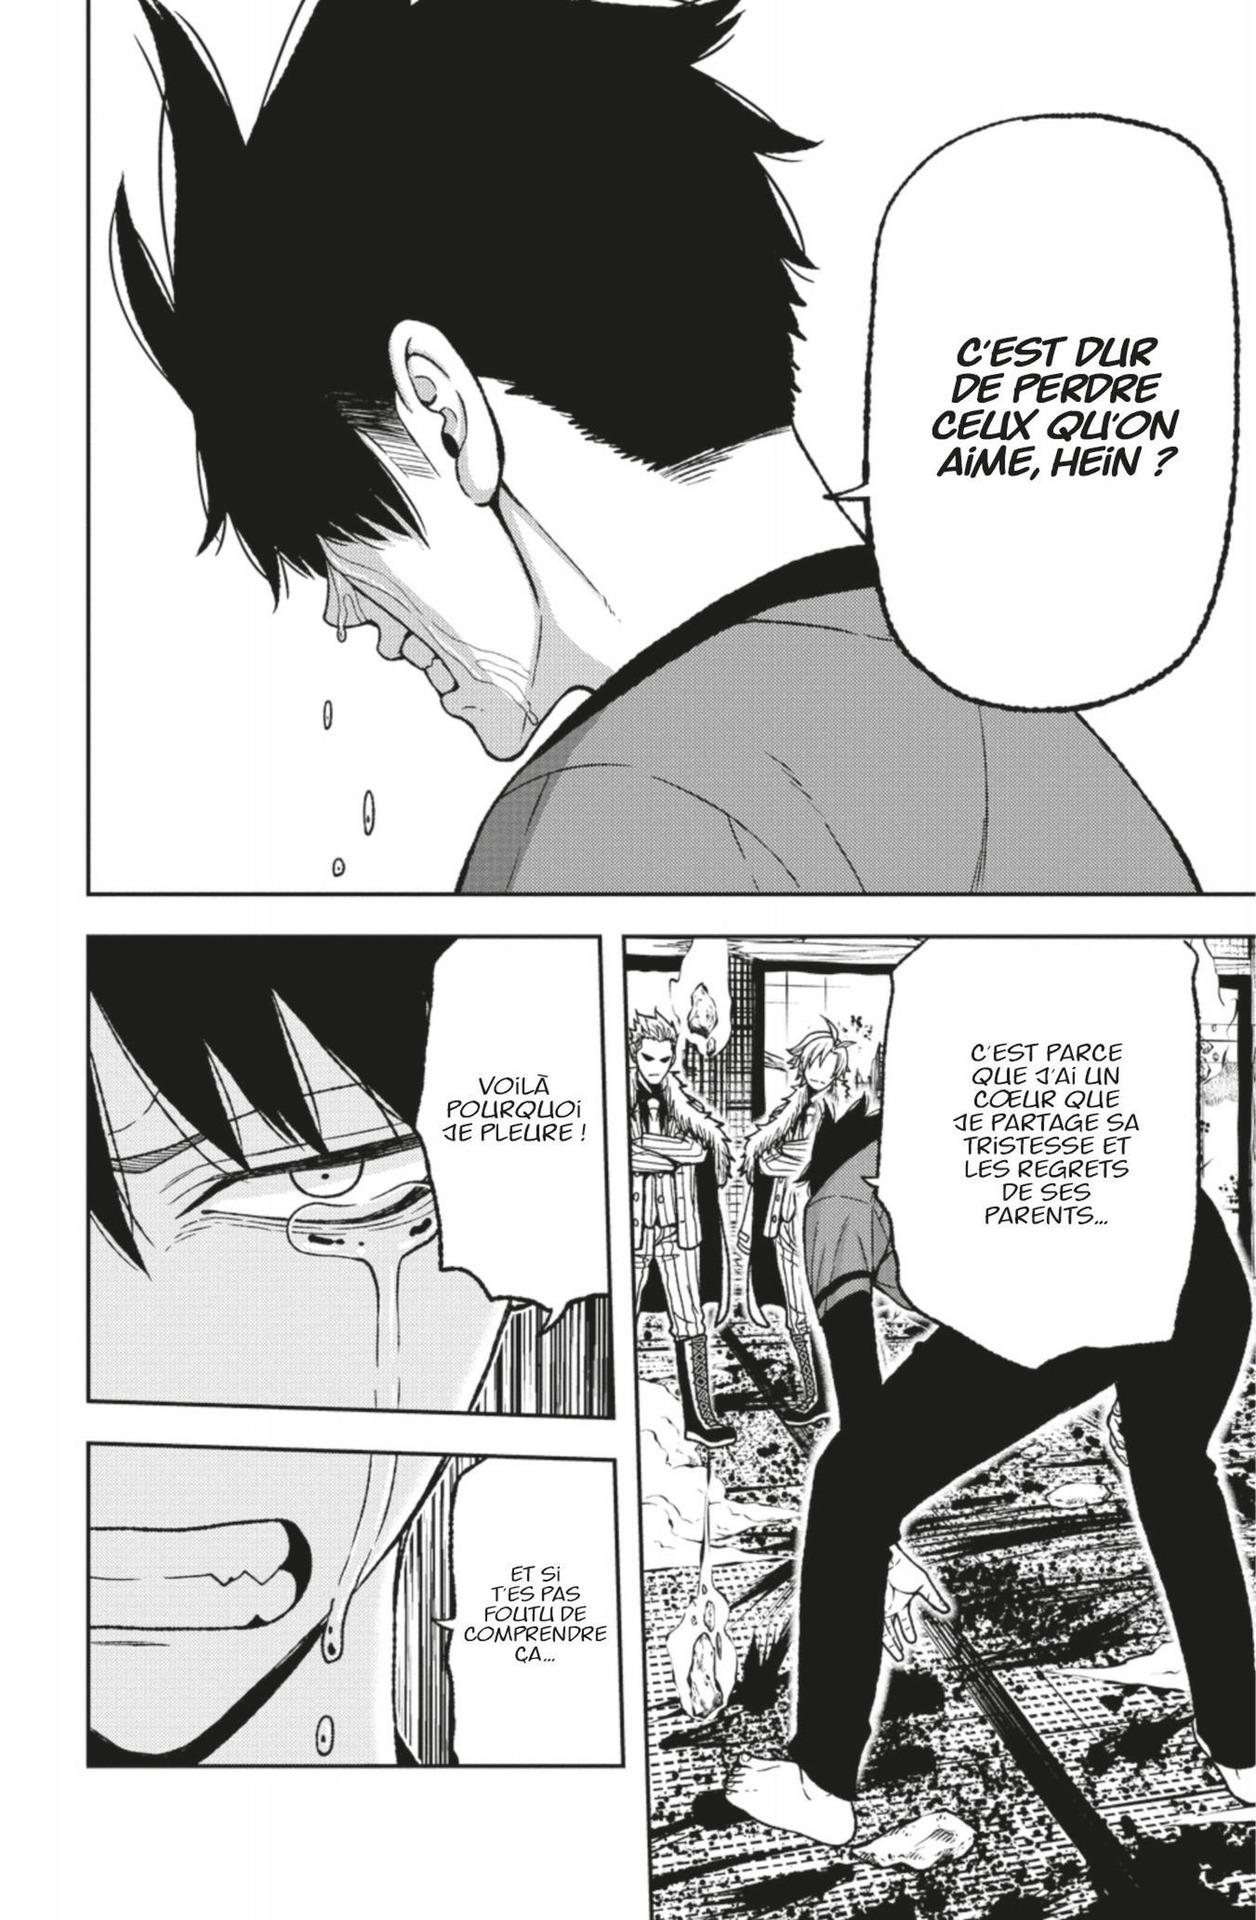 C'EST DUR
DE PERDRE
CEUX QU'ON
AIME, HEIN ?
C'EST PARCE
QUE J'AI UN
CŒUR QUE
JE PARTAGE SA
TRISTESSE ET
LES REGRETS
DE SES
PARENTS...
VOILÀ
POURQUOI
JE PLEURE !
ET SI
T'ES PAS
FOUTU DE
COMPRENDRE
ÇA...